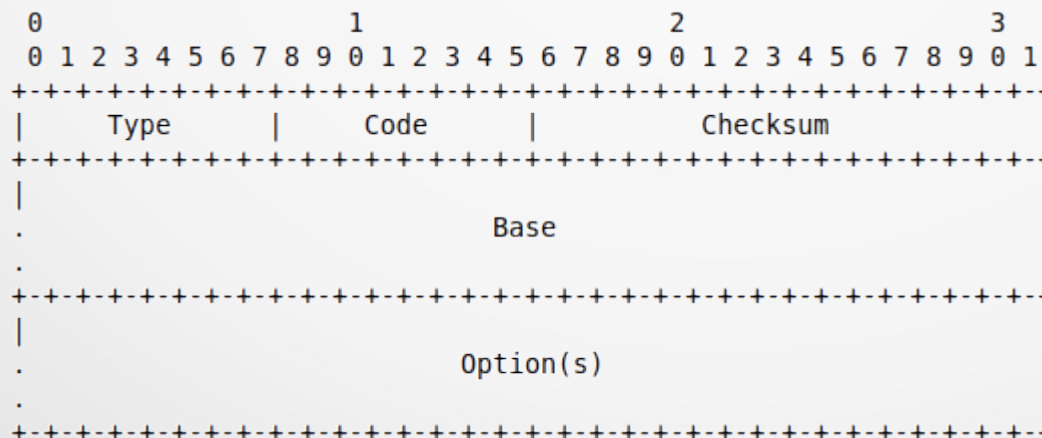 0                   1                   2                   3
0 1 2 3 4 5 6 7 8 9 0 1 2 3 4 5 6 7 8 9 0 1 2 3 4 5 6 7 8 9 0 1
+-+-+-+-+-+-+-+-+-+-+-+-+-+-+-+-+-+-+-+-+-+-+-+-+-+-+-+-+-+-+-+-
|     Type      |     Code      |          Checksum
+-+-+-+-+-+-+-+-+-+-+-+-+-+-+-+-+-+-+-+-+-+-+-+-+-+-+-+-+-+-+-+-
|
.                             Base
.
+-+-+-+-+-+-+-+-+-+-+-+-+-+-+-+-+-+-+-+-+-+-+-+-+-+-+-+-+-+-+-+-
|
.                           Option(s)
.
+-+-+-+-+-+-+-+-+-+-+-+-+-+-+-+-+-+-+-+-+-+-+-+-+-+-+-+-+-+-+-+-